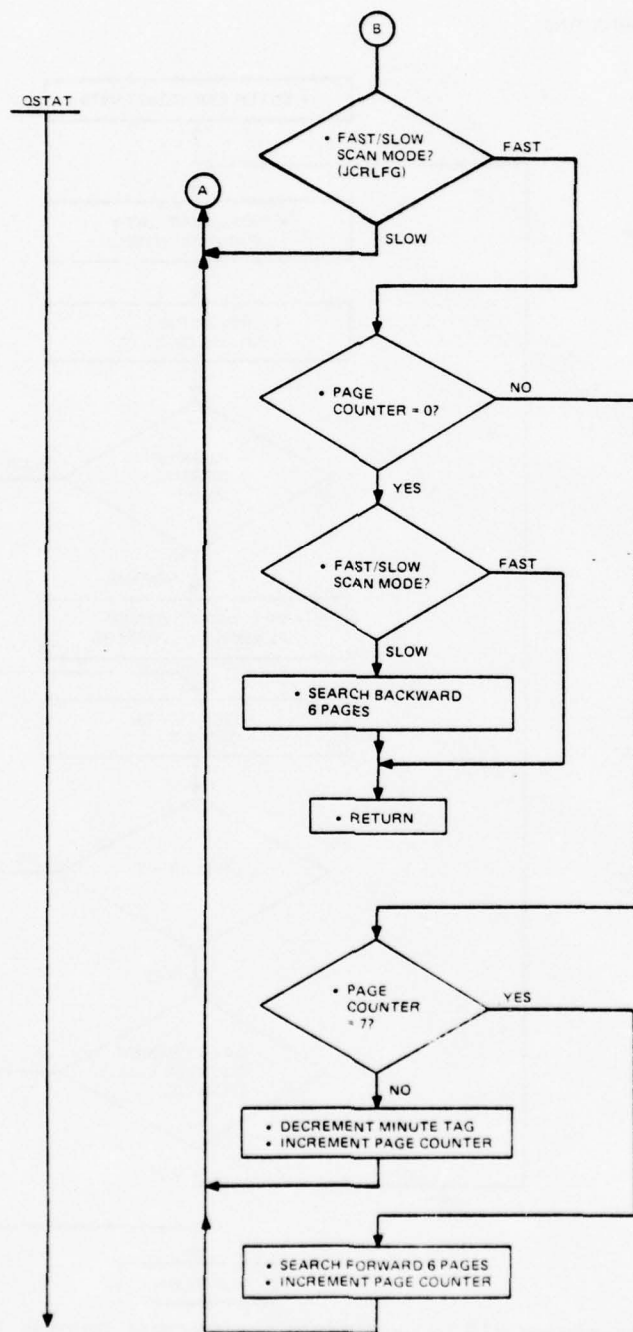 B
QSTAT
• FAST/SLOW
SCAN MODE?
(JCRLFG)
FAST
A
SLOW
• PAGE
COUNTER = 0?
NO
YES
• FAST/SLOW
SCAN MODE?
FAST
SLOW
• SEARCH BACKWARD
6 PAGES
• RETURN
• PAGE
COUNTER
= 7?
YES
NO
• DECREMENT MINUTE TAG
• INCREMENT PAGE COUNTER
• SEARCH FORWARD 6 PAGES
• INCREMENT PAGE COUNTER